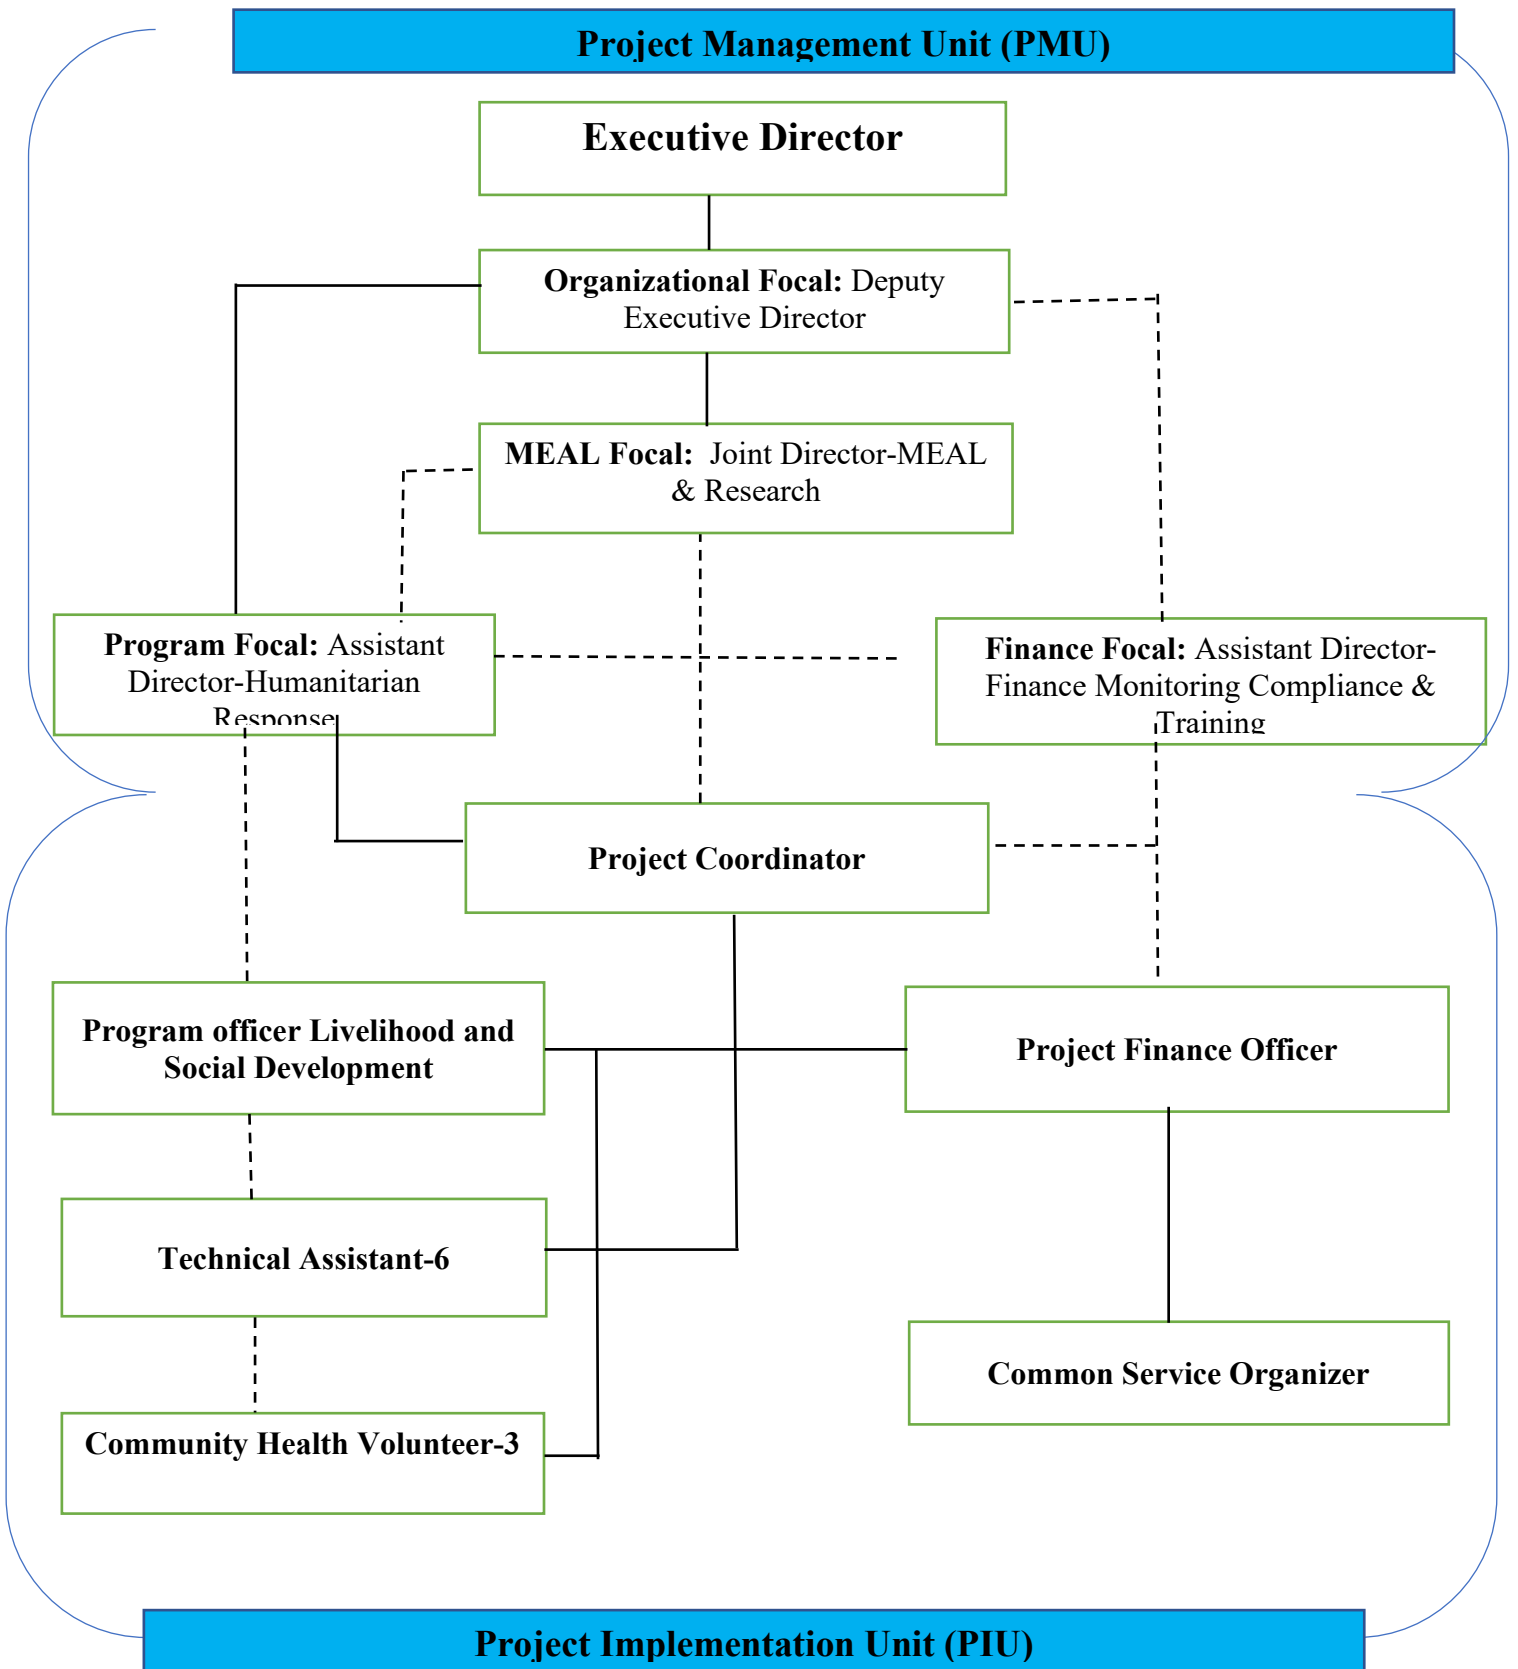 Project Management Unit (PMU)
Executive Director
Organizational Focal: Deputy
Executive Director
MEAL Focal:  Joint Director-MEAL
& Research
Program Focal: Assistant
Director-Humanitarian
Response
Finance Focal: Assistant Director-
Finance Monitoring Compliance &
Training
Project Coordinator
Program officer Livelihood and
Social Development
Project Finance Officer
Technical Assistant-6
Common Service Organizer
Community Health Volunteer-3
Project Implementation Unit (PIU)